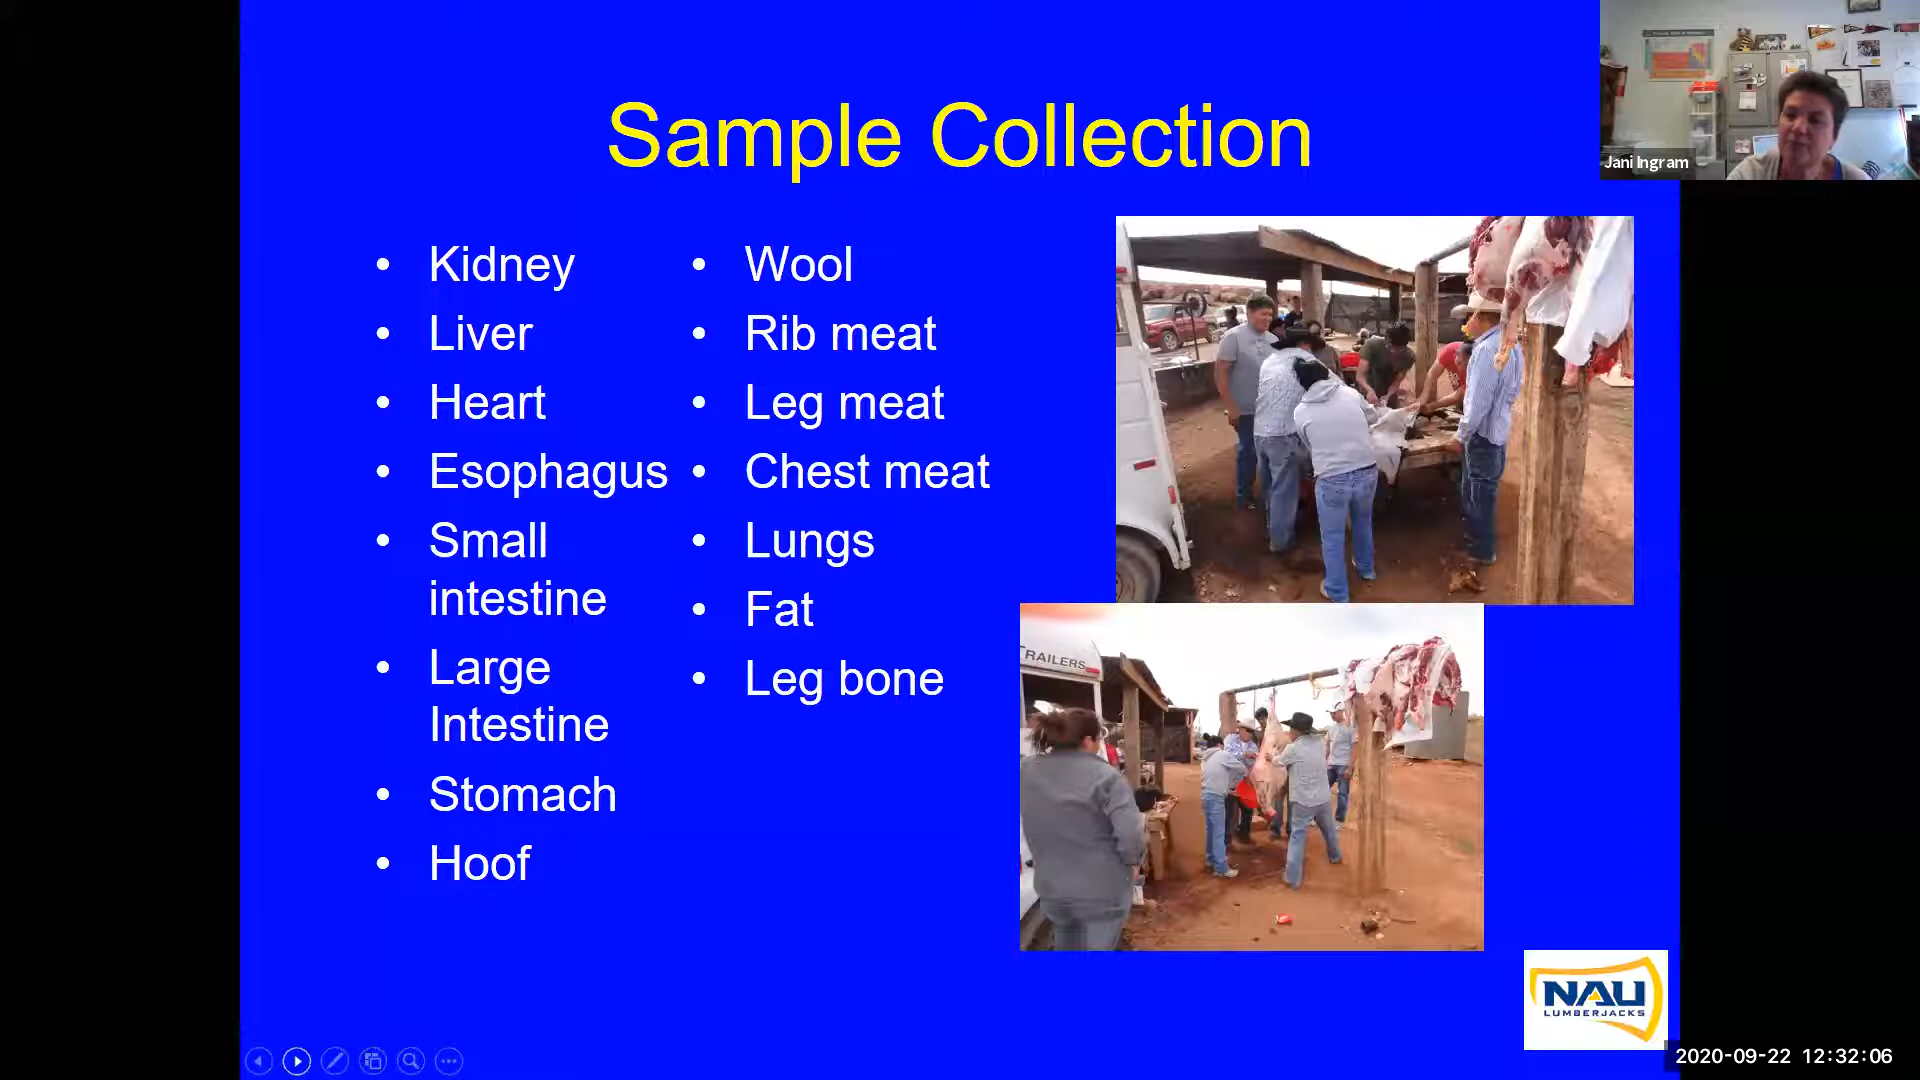 Sample Collection
Jani Ingram
• Kidney
• Liver
• Heart
• Esophagus
• Small
intestine
• Large
Intestine
• Stomach
• Hoof
• Wool
• Rib meat
• Leg meat
• Chest meat
• Lungs
• Fat
• Leg bone
TRAILERS
NAU
LUMBERJACKS
2020-09-22 12:32:06